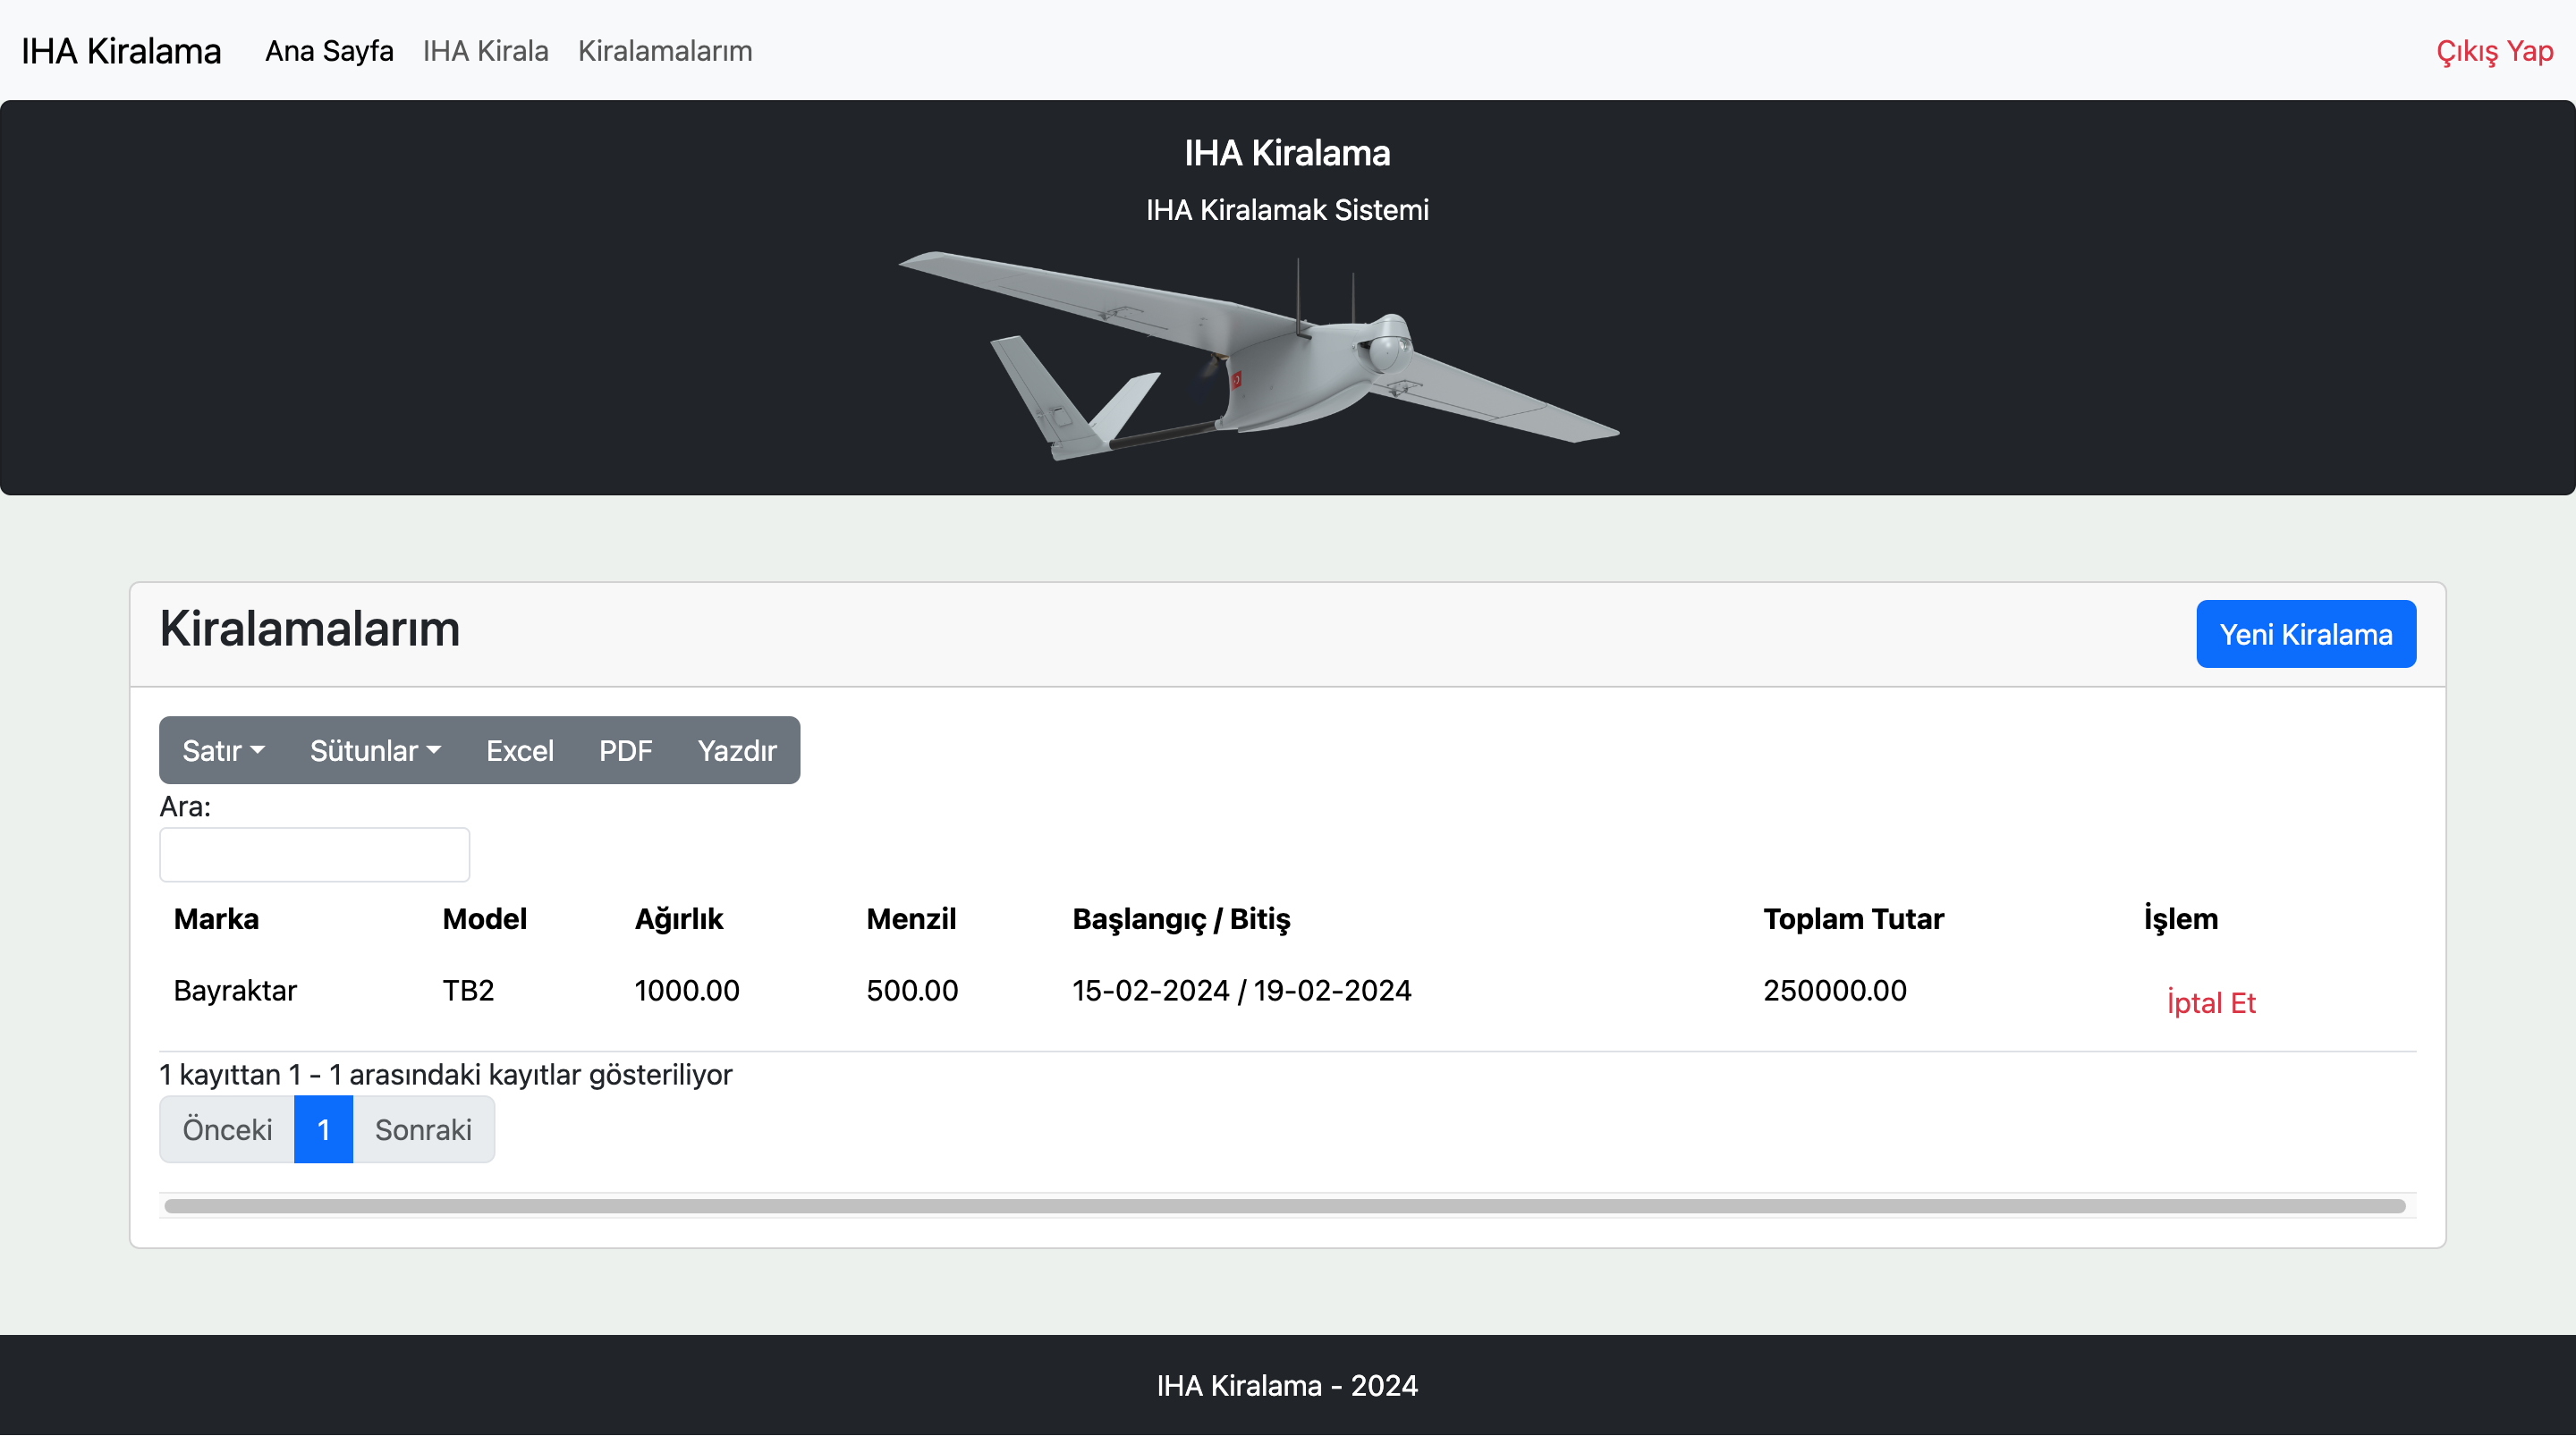 IHA Kiralama Ana Sayfa IHA Kirala Kiralamalarım Çıkış Yap
IHA Kiralama
IHA Kiralamak Sistemi
Kiralamalarım Yeni Kiralama
Satır Sütunlar Excel PDF Yazdır
Ara:
Marka Model Ağırlık Menzil Başlangıç / Bitiş Toplam Tutar İşlem
Bayraktar TB2 1000.00 500.00 15-02-2024 / 19-02-2024 250000.00 İptal Et
1 kayıttan 1 - 1 arasındaki kayıtlar gösteriliyor
Önceki 1 Sonraki
IHA Kiralama - 2024